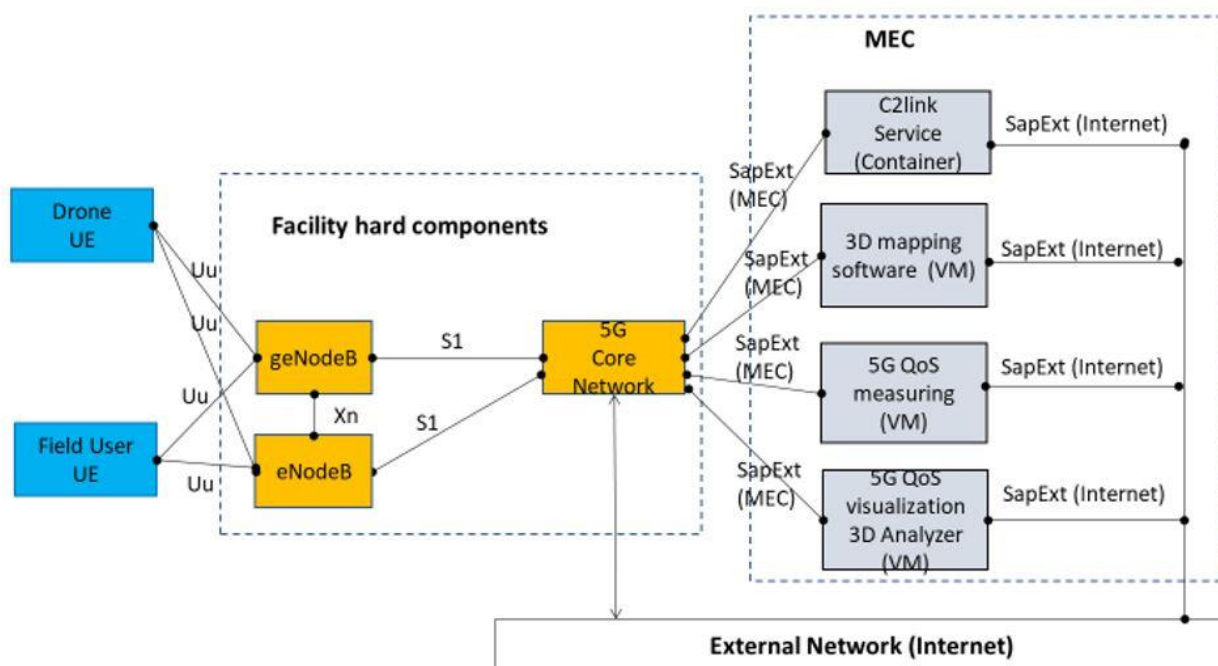 MEC
C2link
Service
(Container)
SapExt (Internet)
SapExt
(MEC)
Drone
UE
Facility hard components
3D mapping
software (VM)
SapExt (Internet)
SapExt
(MEC)
Uu
Uu
geNodeB
S1
5G
Core
Network
SapExt
(MEC)
5G QoS
measuring
(VM)
SapExt (Internet)
Uu
Xn
S1
Field User
UE
Uu
eNodeB
SapExt
(MEC)
5G QoS
visualization
3D Analyzer
(VM)
SapExt (Internet)
External Network (Internet)